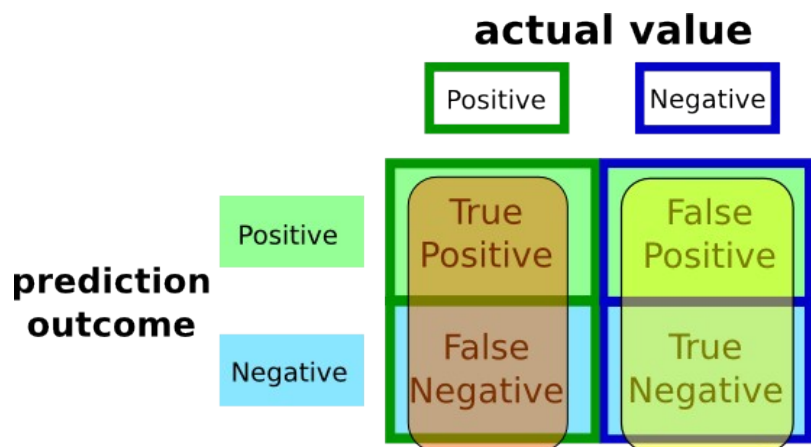 actual value
Positive
Negative
Positive
True
Positive
False
Positive
prediction
outcome
Negative
False
Negative
True
Negative